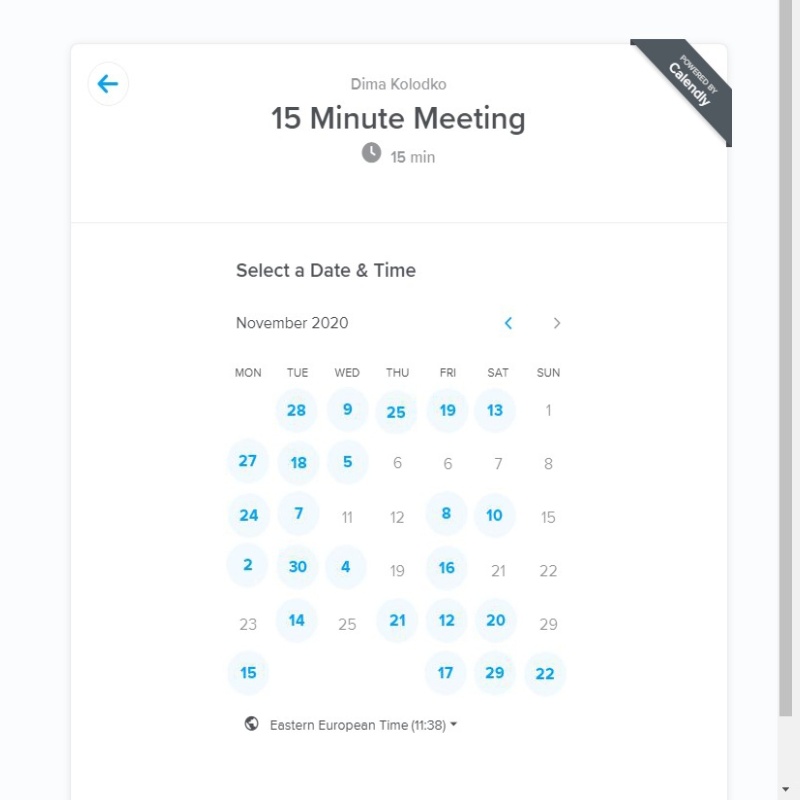 POWERED BY
Calendly
Dima Kolodko
15 Minute Meeting
15 min
Select a Date & Time
November 2020
MON TUE WED THU FRI SAT SUN
28 9 25 19 13 1
27 18 5 6 6 7 8
24 7 11 12 8 10 15
2 30 4 19 16 21 22
23 14 25 21 12 20 29
15 17 29 22
Eastern European Time (11:38)